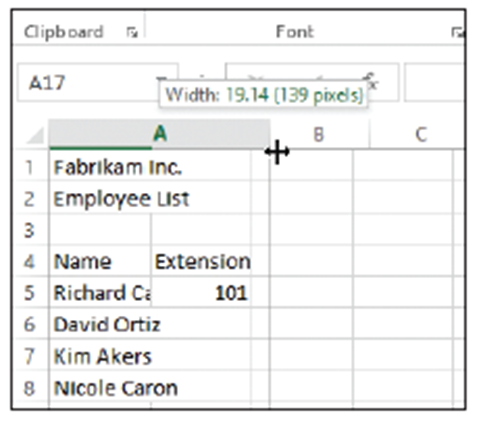 Clipboard Font
A17
Width: 19.14 (139 pixels)
A B C
1 Fabrikam Inc.
2 Employee List
3
4 Name Extension
5 Richard Ca 101
6 David Ortiz
7 Kim Akers
8 Nicole Caron